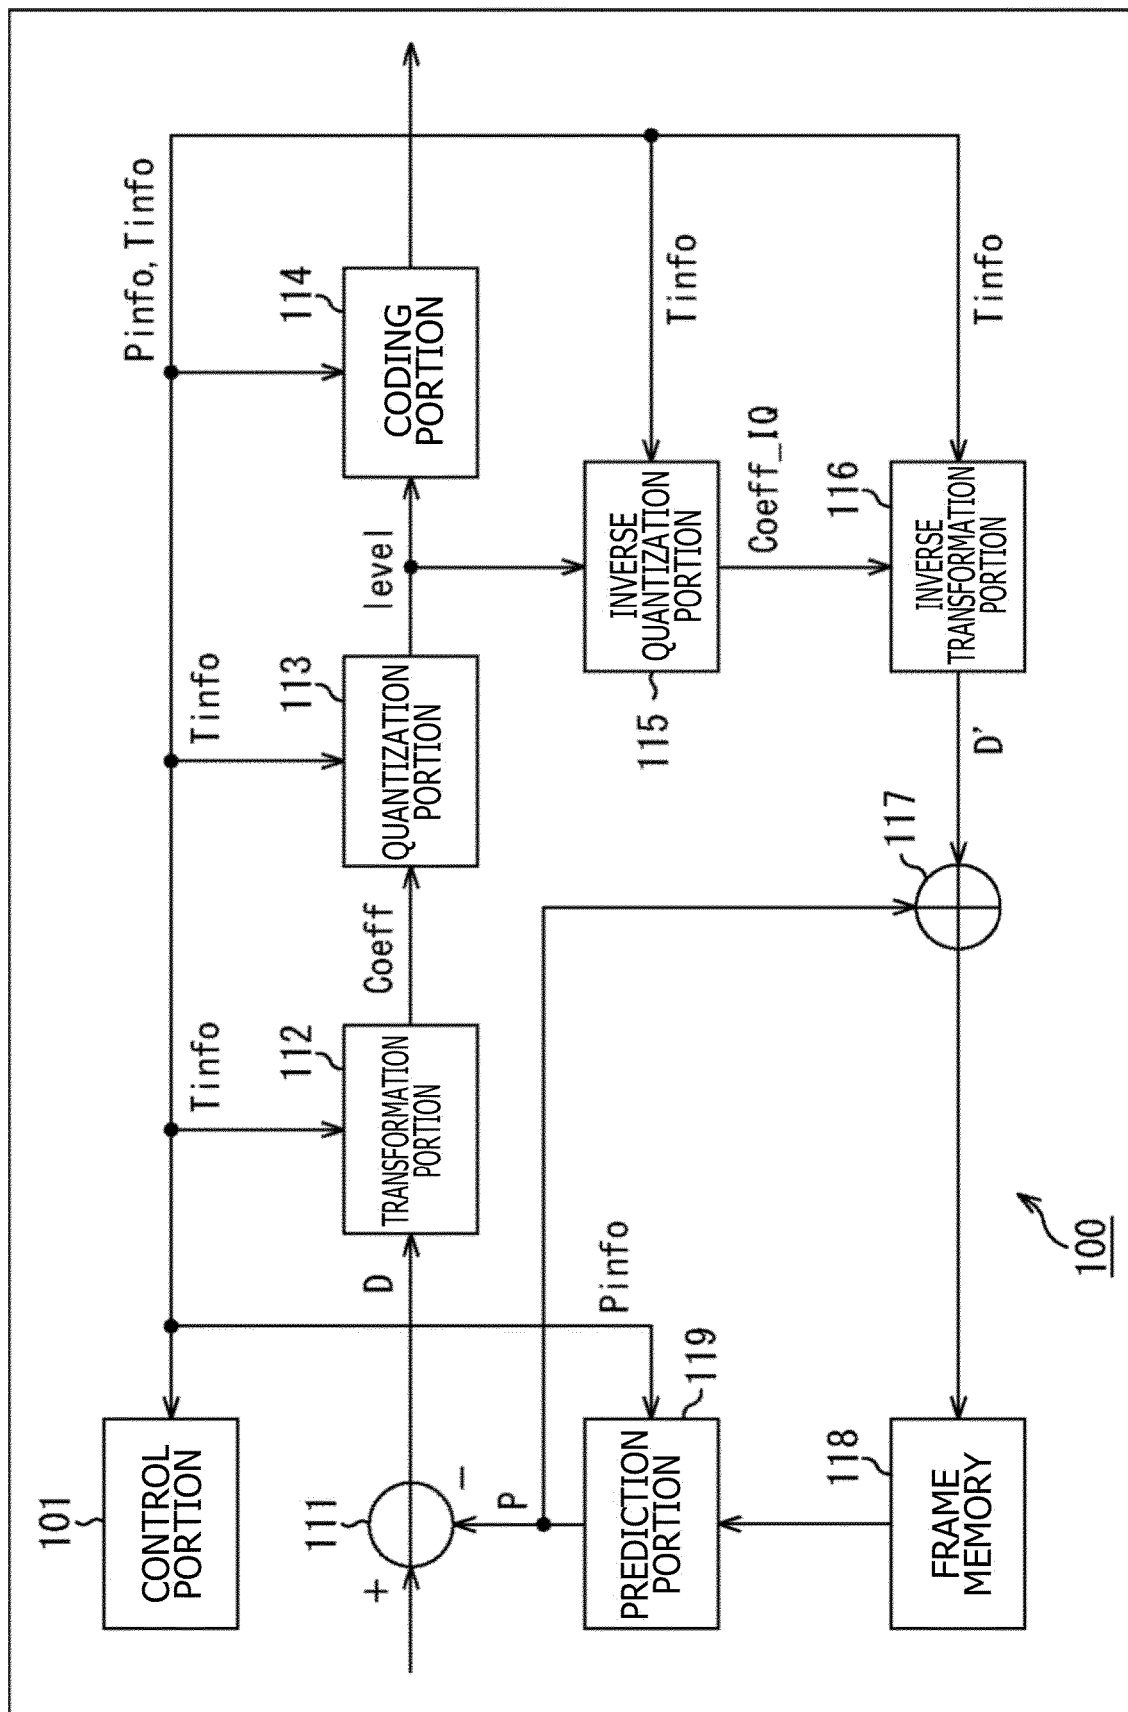 101
CONTROL
PORTION
Pinfo, Tinfo
Tinfo
Tinfo
111
+
-
D
112
TRANSFORMATION
PORTION
Coeff
113
QUANTIZATION
PORTION
level
114
CODING
PORTION
P
Pinfo
119
PREDICTION
PORTION
115
INVERSE
QUANTIZATION
PORTION
Tinfo
Coeff_IQ
118
FRAME
MEMORY
117
D'
116
INVERSE
TRANSFORMATION
PORTION
Tinfo
100